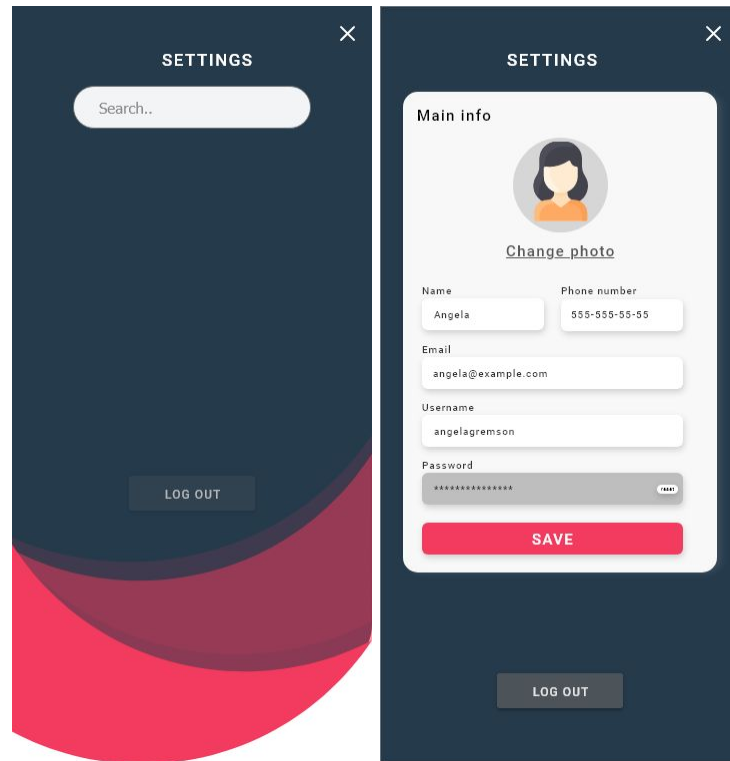 SETTINGS
Search..
LOG OUT
SETTINGS
Main info
Change photo
Name
Phone number
Angela
555-555-55-55
Email
angela@example.com
Username
angelagremson
Password
***************
SAVE
LOG OUT